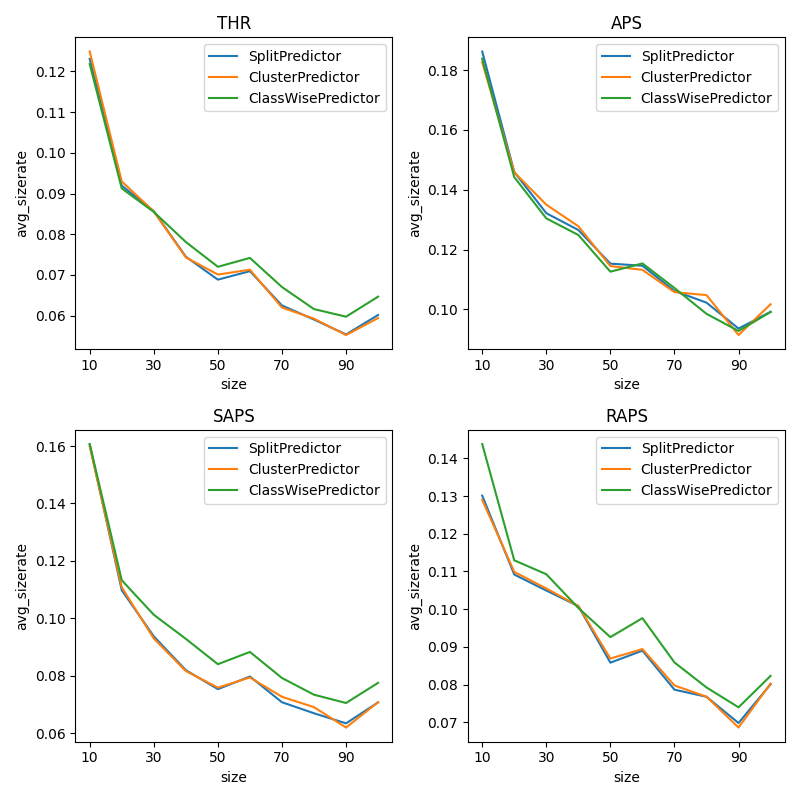 THR
0.12
0.11
0.10
0.09
0.08
0.07
0.06
avg_sizerate
10 30 50 70 90
size
SplitPredictor
ClusterPredictor
ClassWisePredictor
APS
0.18
0.16
0.14
0.12
0.10
avg_sizerate
10 30 50 70 90
size
SplitPredictor
ClusterPredictor
ClassWisePredictor
SAPS
0.16
0.14
0.12
0.10
0.08
0.06
avg_sizerate
10 30 50 70 90
size
SplitPredictor
ClusterPredictor
ClassWisePredictor
RAPS
0.14
0.13
0.12
0.11
0.10
0.09
0.08
0.07
avg_sizerate
10 30 50 70 90
size
SplitPredictor
ClusterPredictor
ClassWisePredictor